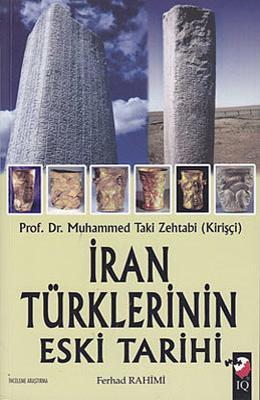 Prof. Dr. Muhammed Taki Zehtabi (Kirişçi)
İRAN
TÜRKLERİNİN
ESKİ TARİHİ
İNCELEME ARAŞTIRMA
Ferhad RAHİMİ
IQ